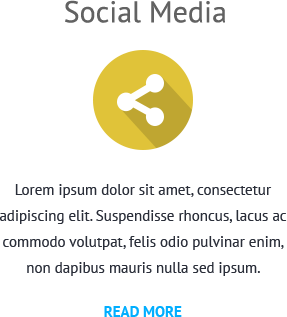 Social Media
Lorem ipsum dolor sit amet, consectetur
adipiscing elit. Suspendisse rhoncus, lacus ac
commodo volutpat, felis odio pulvinar enim,
non dapibus mauris nulla sed ipsum.
READ MORE